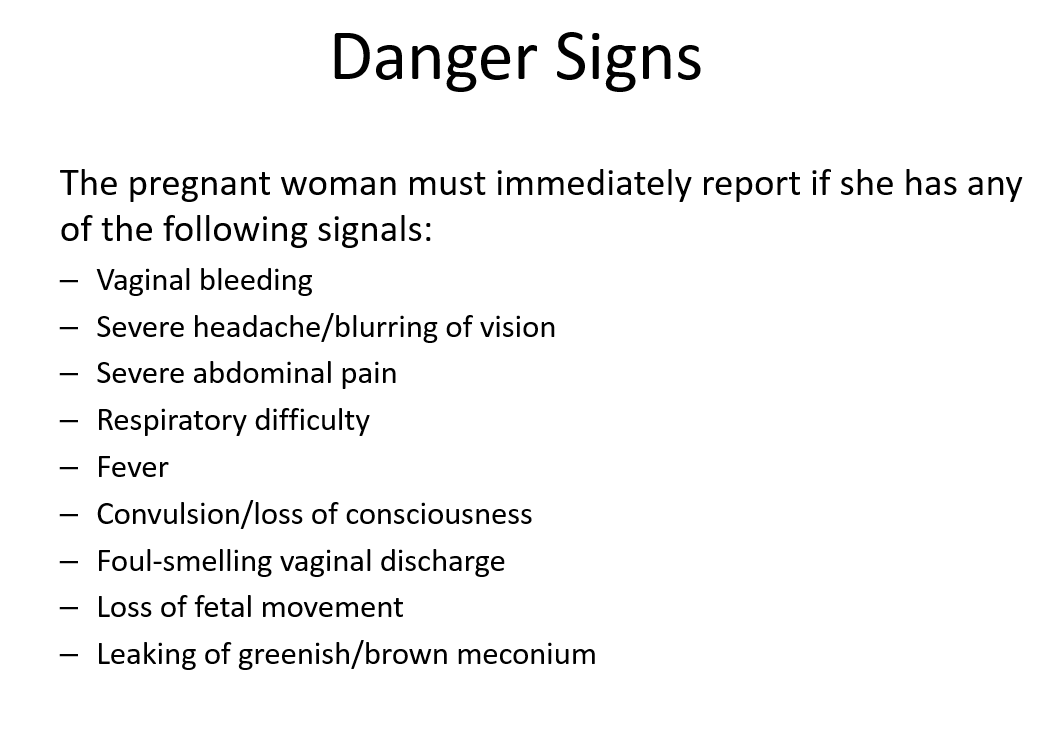 Danger Signs
The pregnant woman must immediately report if she has any
of the following signals:
– Vaginal bleeding
– Severe headache/blurring of vision
– Severe abdominal pain
– Respiratory difficulty
– Fever
– Convulsion/loss of consciousness
– Foul-smelling vaginal discharge
– Loss of fetal movement
– Leaking of greenish/brown meconium